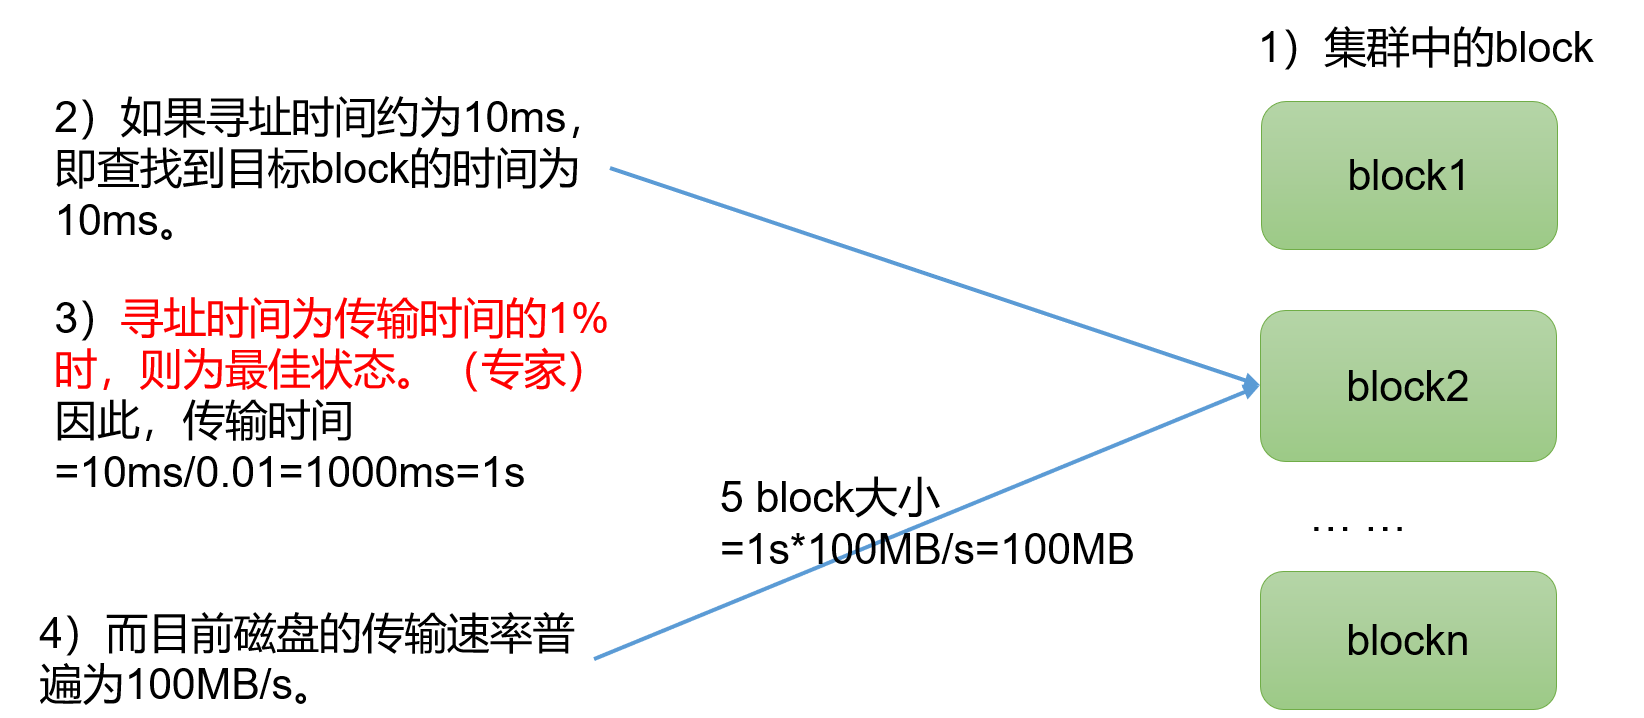 1）集群中的block
2）如果寻址时间约为10ms，
即查找到目标block的时间为
10ms。
3）寻址时间为传输时间的1%
时，则为最佳状态。（专家）
因此，传输时间
=10ms/0.01=1000ms=1s
4）而目前磁盘的传输速率普
遍为100MB/s。
5 block大小
=1s*100MB/s=100MB
block1
block2
... ...
blockn